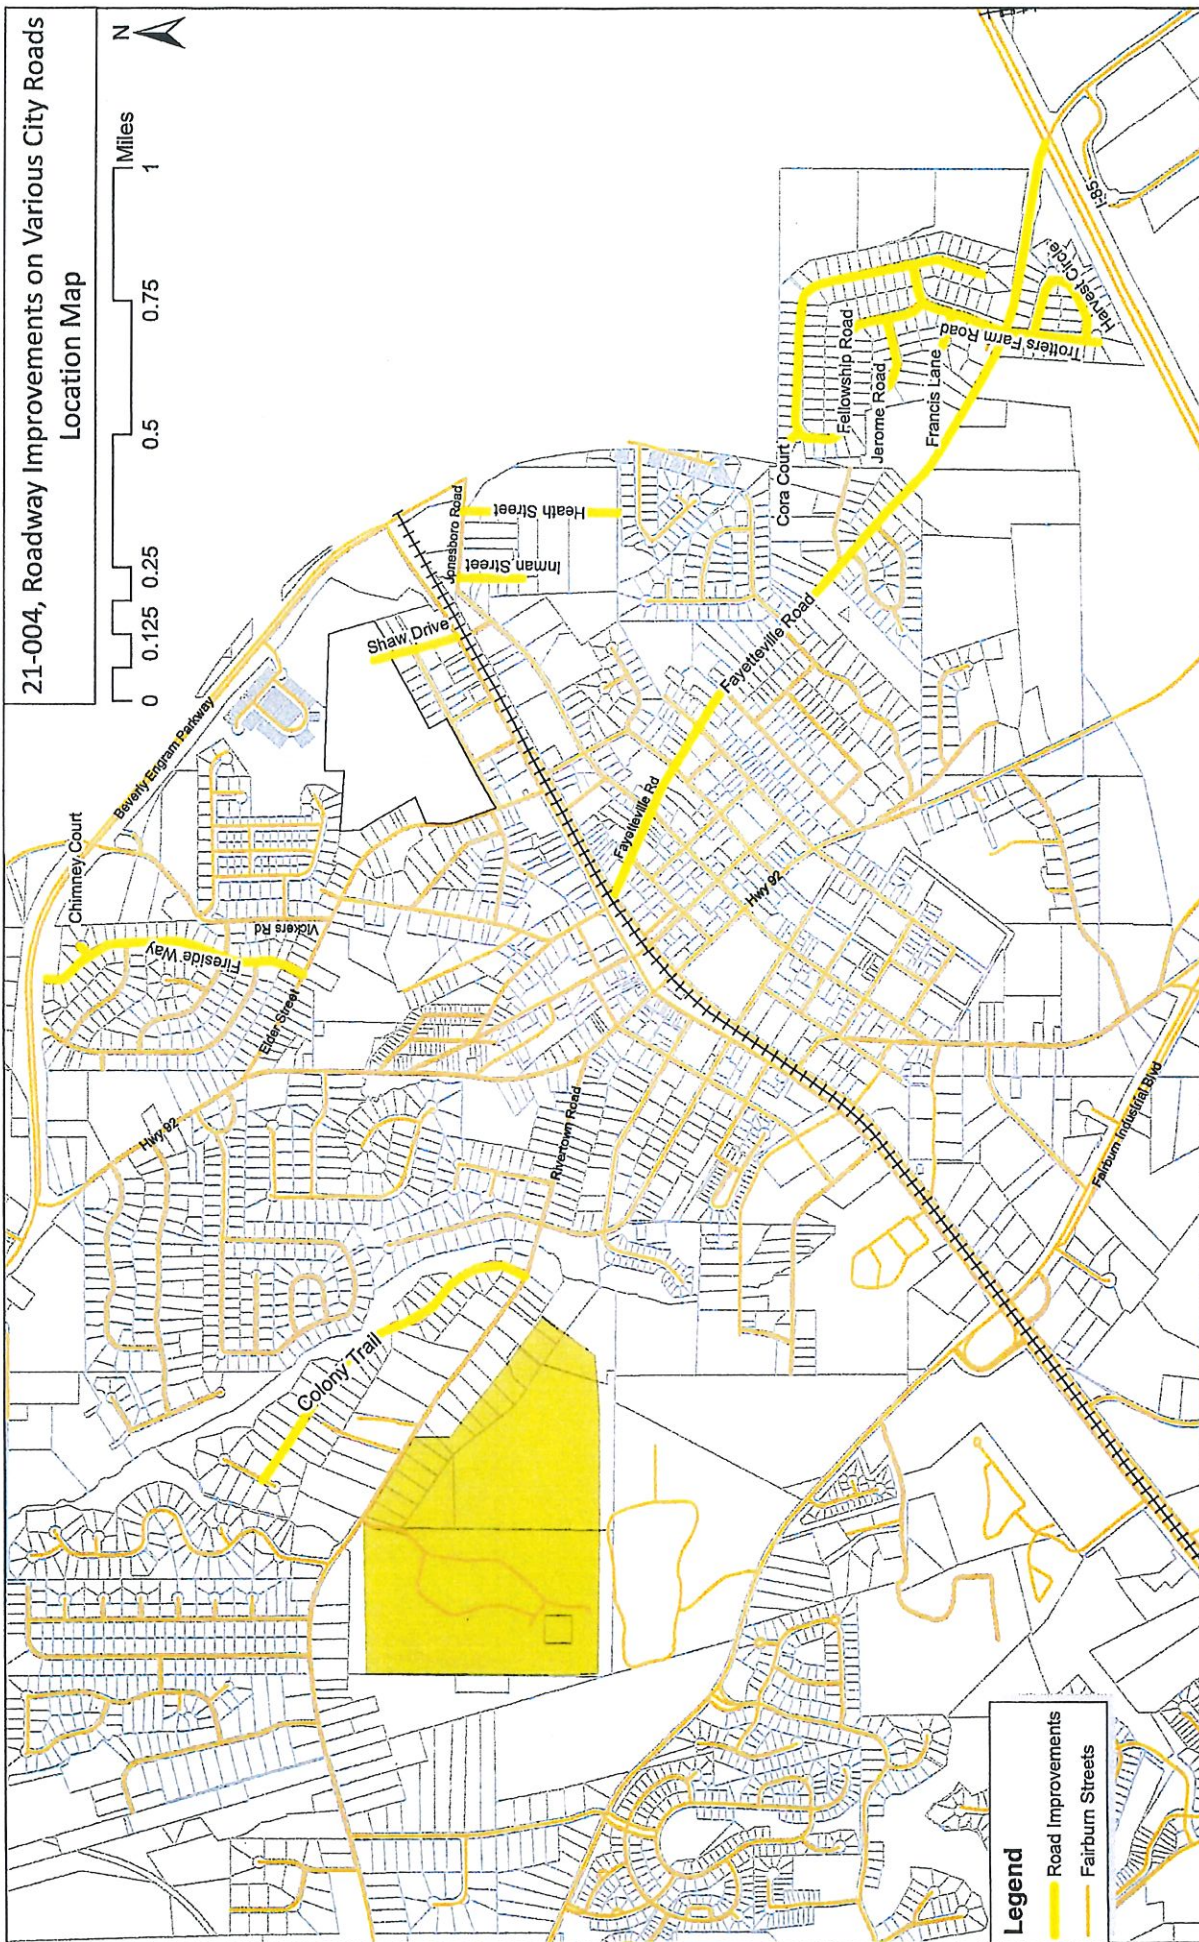 21-004, Roadway Improvements on Various City Roads
Location Map
N
0 0.125 0.25 0.5 0.75 1
Miles
Chimney Court
Beverly Engram Parkway
Fireside Way
Vickers Rd
Elder Street
Hwy 92
Shaw Drive
Jonesboro Road
Inman Street
Heath Street
Colony Trail
Rivertown Road
Fayetteville Rd
Fayetteville Road
Hwy 92
Cora Court
Fellowship Road
Jerome Road
Francis Lane
Trotters Farm Road
Harvest Circle
I-85
Fairburn Industrial Blvd
Legend
Road Improvements
Fairburn Streets